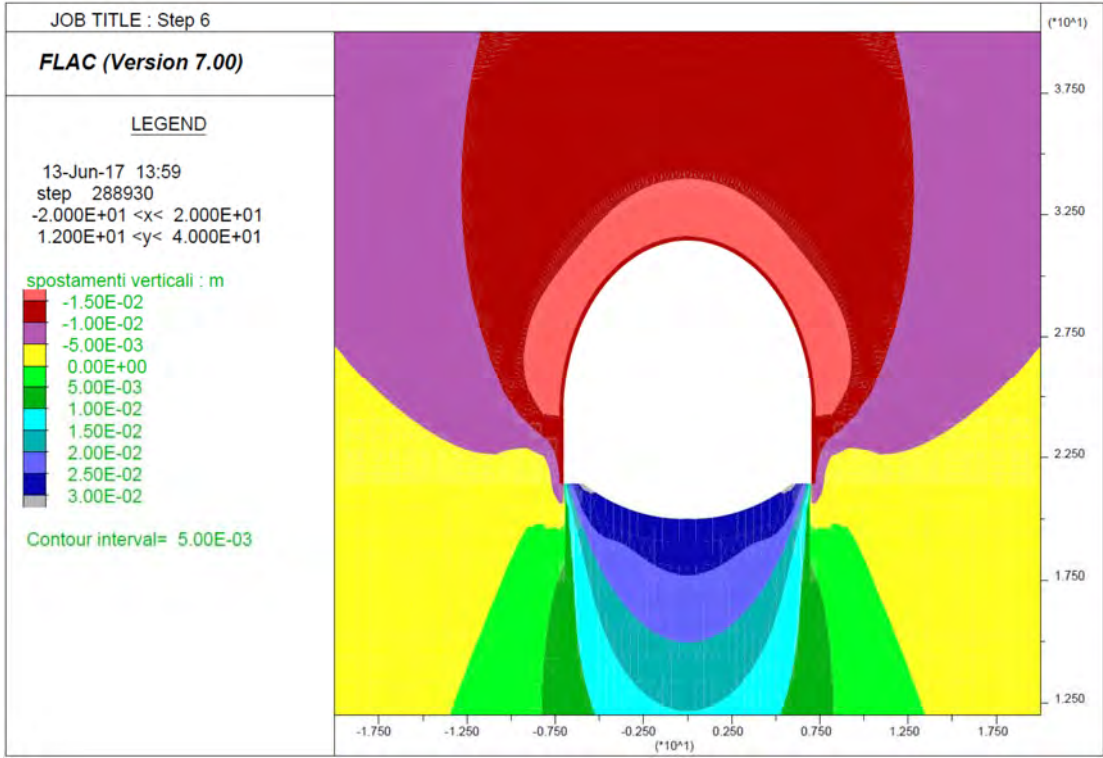 JOB TITLE : Step 6
(*10^1)
FLAC (Version 7.00)
LEGEND
13-Jun-17 13:59
step 288930
-2.000E+01 <x< 2.000E+01
1.200E+01 <y< 4.000E+01
spostamenti verticali : m
-1.50E-02
-1.00E-02
-5.00E-03
0.00E+00
5.00E-03
1.00E-02
1.50E-02
2.00E-02
2.50E-02
3.00E-02
Contour interval= 5.00E-03
3.750
3.250
2.750
2.250
1.750
1.250
-1.750 -1.250 -0.750 -0.250 0.250 0.750 1.250 1.750
(*10^1)